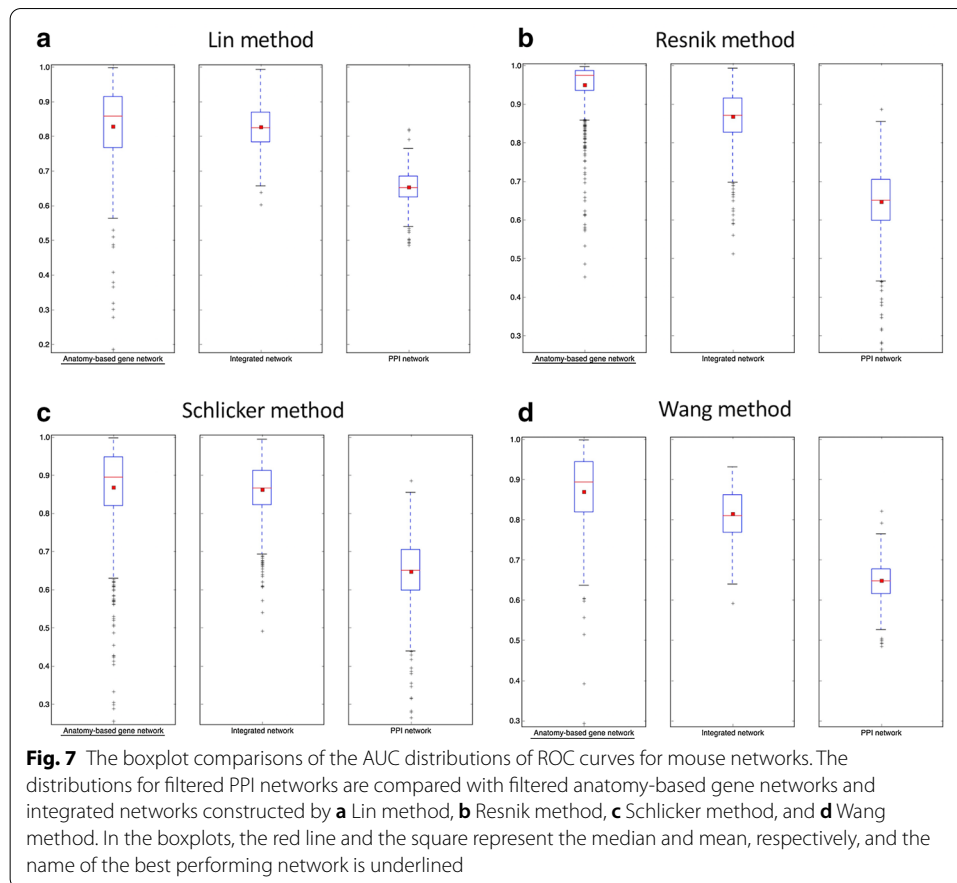 a
Lin method
1.0
0.9
0.8
0.7
0.6
0.5
0.4
0.3
0.2
Anatomy-based gene network
Integrated network
PPI network
b
Resnik method
1.0
0.9
0.8
0.7
0.6
0.5
0.4
0.3
Anatomy-based gene network
Integrated network
PPI network
c
Schlicker method
1.0
0.9
0.8
0.7
0.6
0.5
0.4
0.3
Anatomy-based gene network
Integrated network
PPI network
d
Wang method
1.0
0.9
0.8
0.7
0.6
0.5
0.4
0.3
Anatomy-based gene network
Integrated network
PPI network
Fig. 7 The boxplot comparisons of the AUC distributions of ROC curves for mouse networks. The
distributions for filtered PPI networks are compared with filtered anatomy-based gene networks and
integrated networks constructed by a Lin method, b Resnik method, c Schlicker method, and d Wang
method. In the boxplots, the red line and the square represent the median and mean, respectively, and the
name of the best performing network is underlined